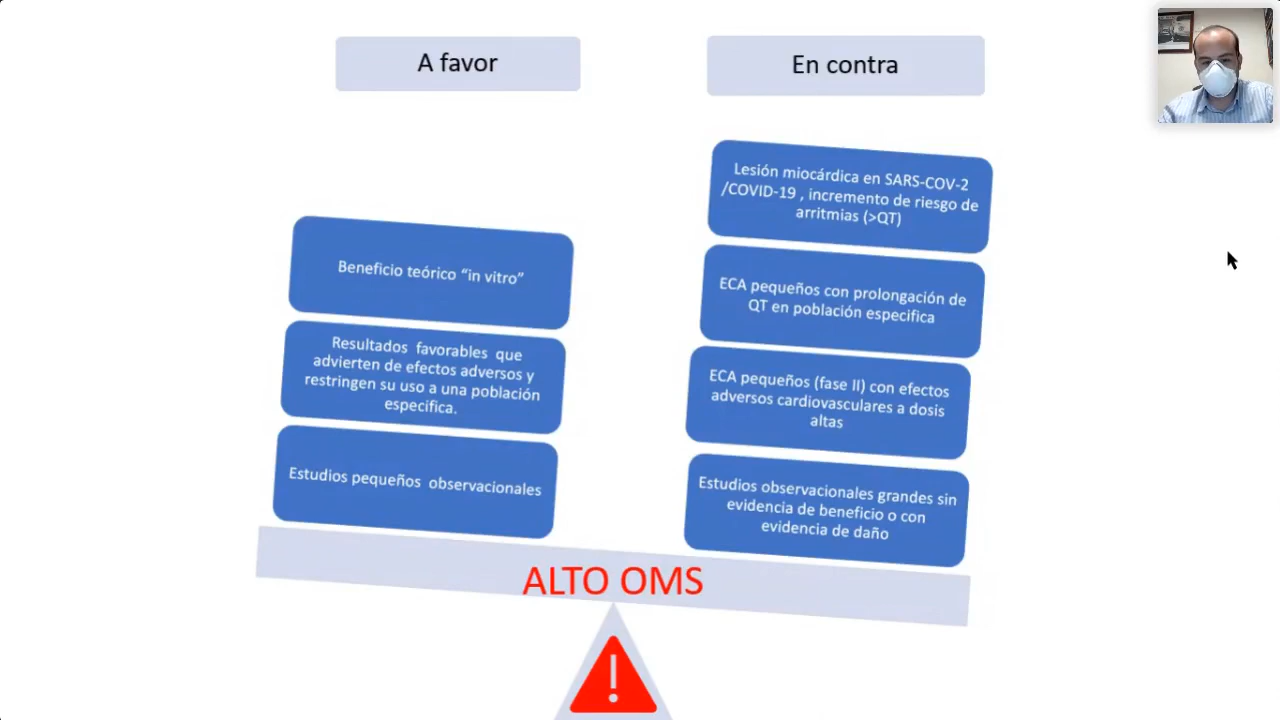 A favor
En contra
Beneficio teórico “in vitro”
Resultados favorables que
advierten de efectos adversos y
restringen su uso a una población
especifica.
Estudios pequeños observacionales
Lesión miocárdica en SARS-COV-2
/COVID-19 , incremento de riesgo de
arritmias (>QT)
ECA pequeños con prolongación de
QT en población especifica
ECA pequeños (fase II) con efectos
adversos cardiovasculares a dosis
altas
Estudios observacionales grandes sin
evidencia de beneficio o con
evidencia de daño
ALTO OMS
!